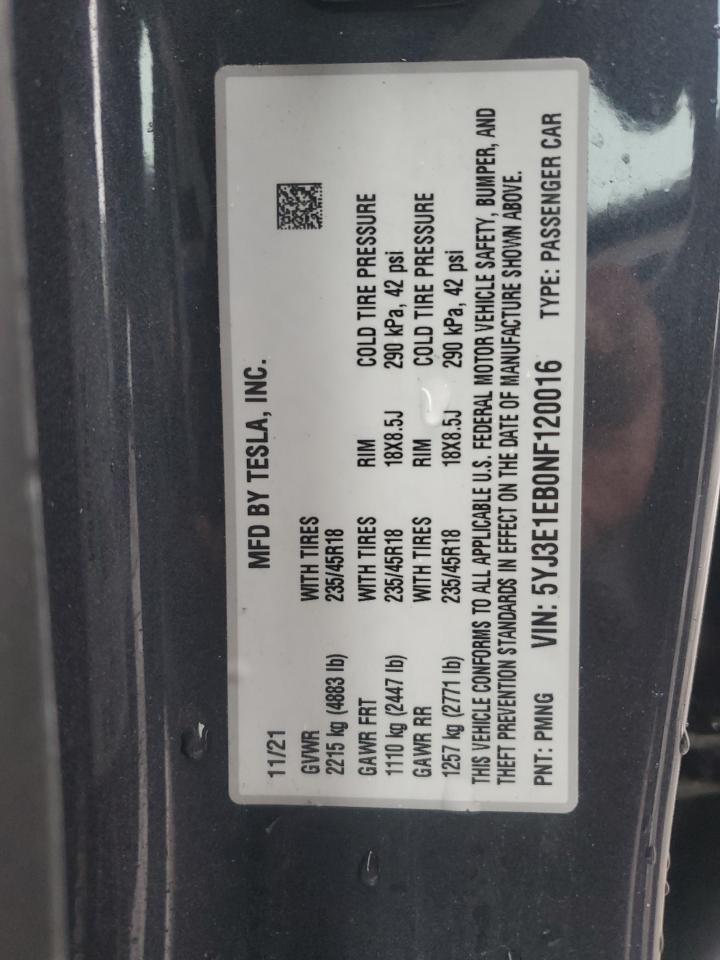 MFD BY TESLA, INC.
11/21
GVWR WITH TIRES
2215 kg (4883 lb) 235/45R18
GAWR FRT WITH TIRES RIM COLD TIRE PRESSURE
1110 kg (2447 lb) 235/45R18 18X8.5J 290 kPa, 42 psi
GAWR RR WITH TIRES RIM COLD TIRE PRESSURE
1257 kg (2771 lb) 235/45R18 18X8.5J 290 kPa, 42 psi
THIS VEHICLE CONFORMS TO ALL APPLICABLE U.S. FEDERAL MOTOR VEHICLE SAFETY, BUMPER, AND
THEFT PREVENTION STANDARDS IN EFFECT ON THE DATE OF MANUFACTURE SHOWN ABOVE.
PNT: PMNG VIN: 5YJ3E1EB0NF120016 TYPE: PASSENGER CAR